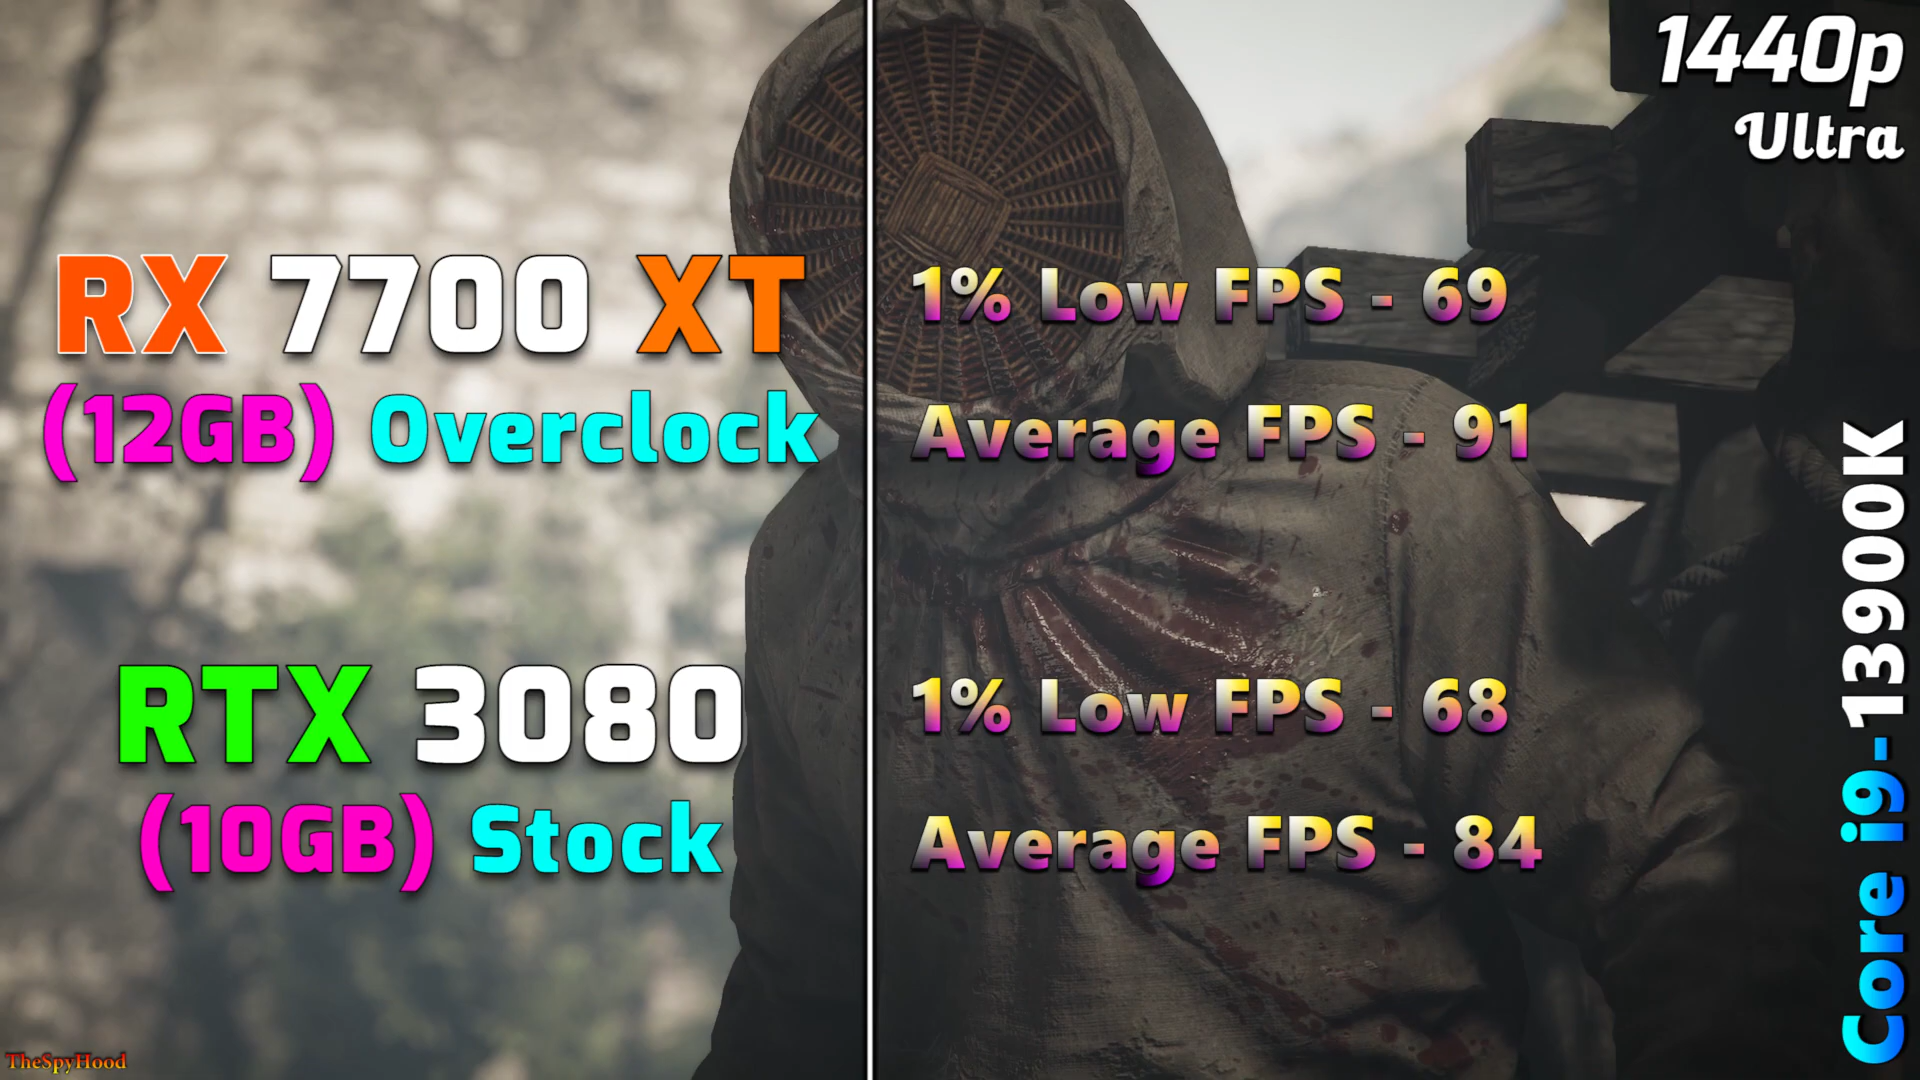 1440p
Ultra
RX 7700 XT
(12GB) Overclock
1% Low FPS - 69
Average FPS - 91
RTX 3080
(10GB) Stock
1% Low FPS - 68
Average FPS - 84
Core i9-13900K
TheSpyHood